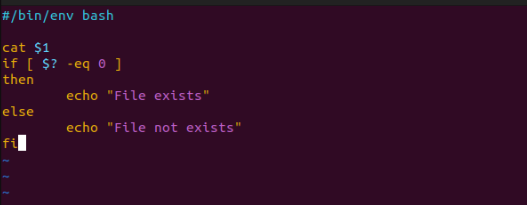 #/bin/env bash
cat $1
if [ $? -eq 0 ]
then
echo "File exists"
else
echo "File not exists"
fi
~
~
~